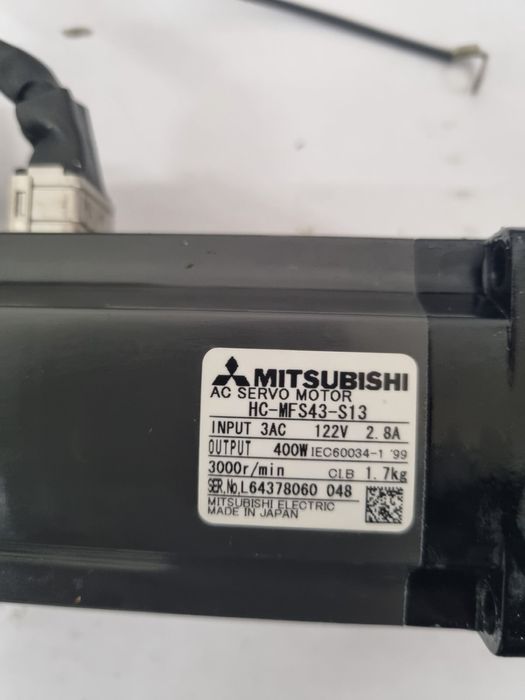 MITSUBISHI
AC SERVO MOTOR
HC-MFS43-S13
INPUT 3AC 122V 2.8A
OUTPUT 400W IEC60034-1 '99
3000r/min Cl.B 1.7kg
SER.No.L64378060 048
MITSUBISHI ELECTRIC
MADE IN JAPAN